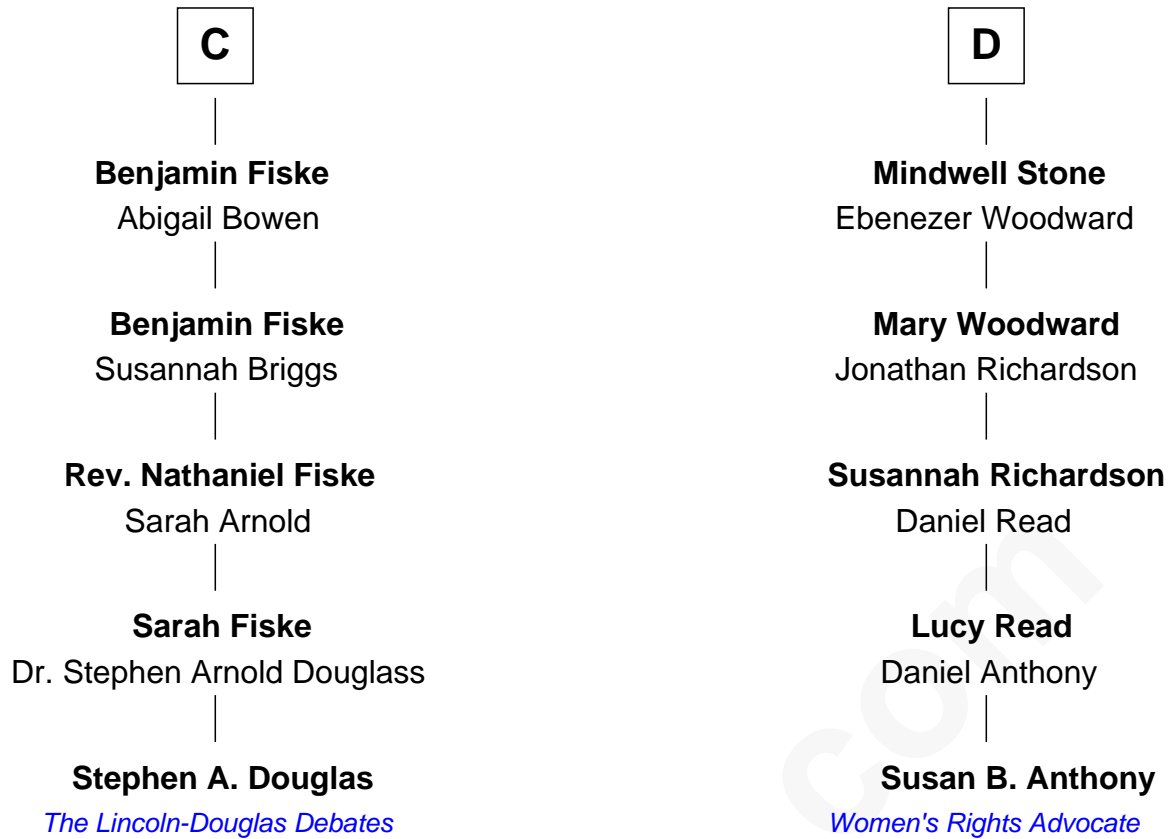 C
Benjamin Fiske
Abigail Bowen
Benjamin Fiske
Susannah Briggs
Rev. Nathaniel Fiske
Sarah Arnold
Sarah Fiske
Dr. Stephen Arnold Douglass
Stephen A. Douglas
The Lincoln-Douglas Debates
D
Mindwell Stone
Ebenezer Woodward
Mary Woodward
Jonathan Richardson
Susannah Richardson
Daniel Read
Lucy Read
Daniel Anthony
Susan B. Anthony
Women's Rights Advocate
com